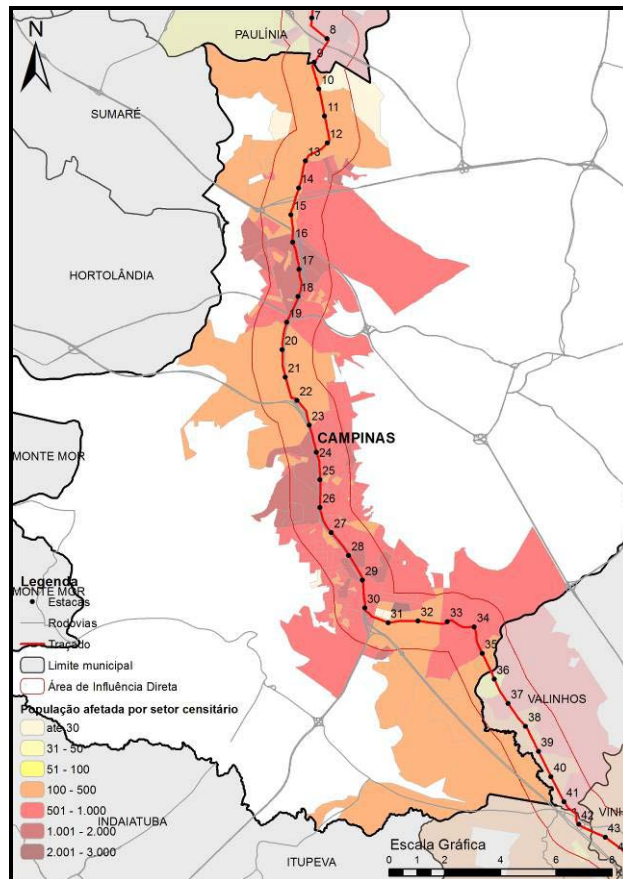 N
PAULÍNIA
7
8
9
10
SUMARÉ
11
12
13
14
15
16
HORTOLÂNDIA
17
18
19
20
21
22
23
CAMPINAS
MONTE MOR
24
25
26
27
28
Legenda
29
MONTE MOR
Estacas
30
31
32
33
34
Rodovias
Traçado
35
Limite municipal
36
Área de Influência Direta
37
VALINHOS
População afetada por setor censitário
38
até 30
31 - 50
39
51 - 100
40
100 - 500
501 - 1.000
41
VINH
1.001 - 2.000
INDAIATUBA
42
43
2.001 - 3.000
Escala Gráfica
ITUPEVA
0 1 2 4 6 8